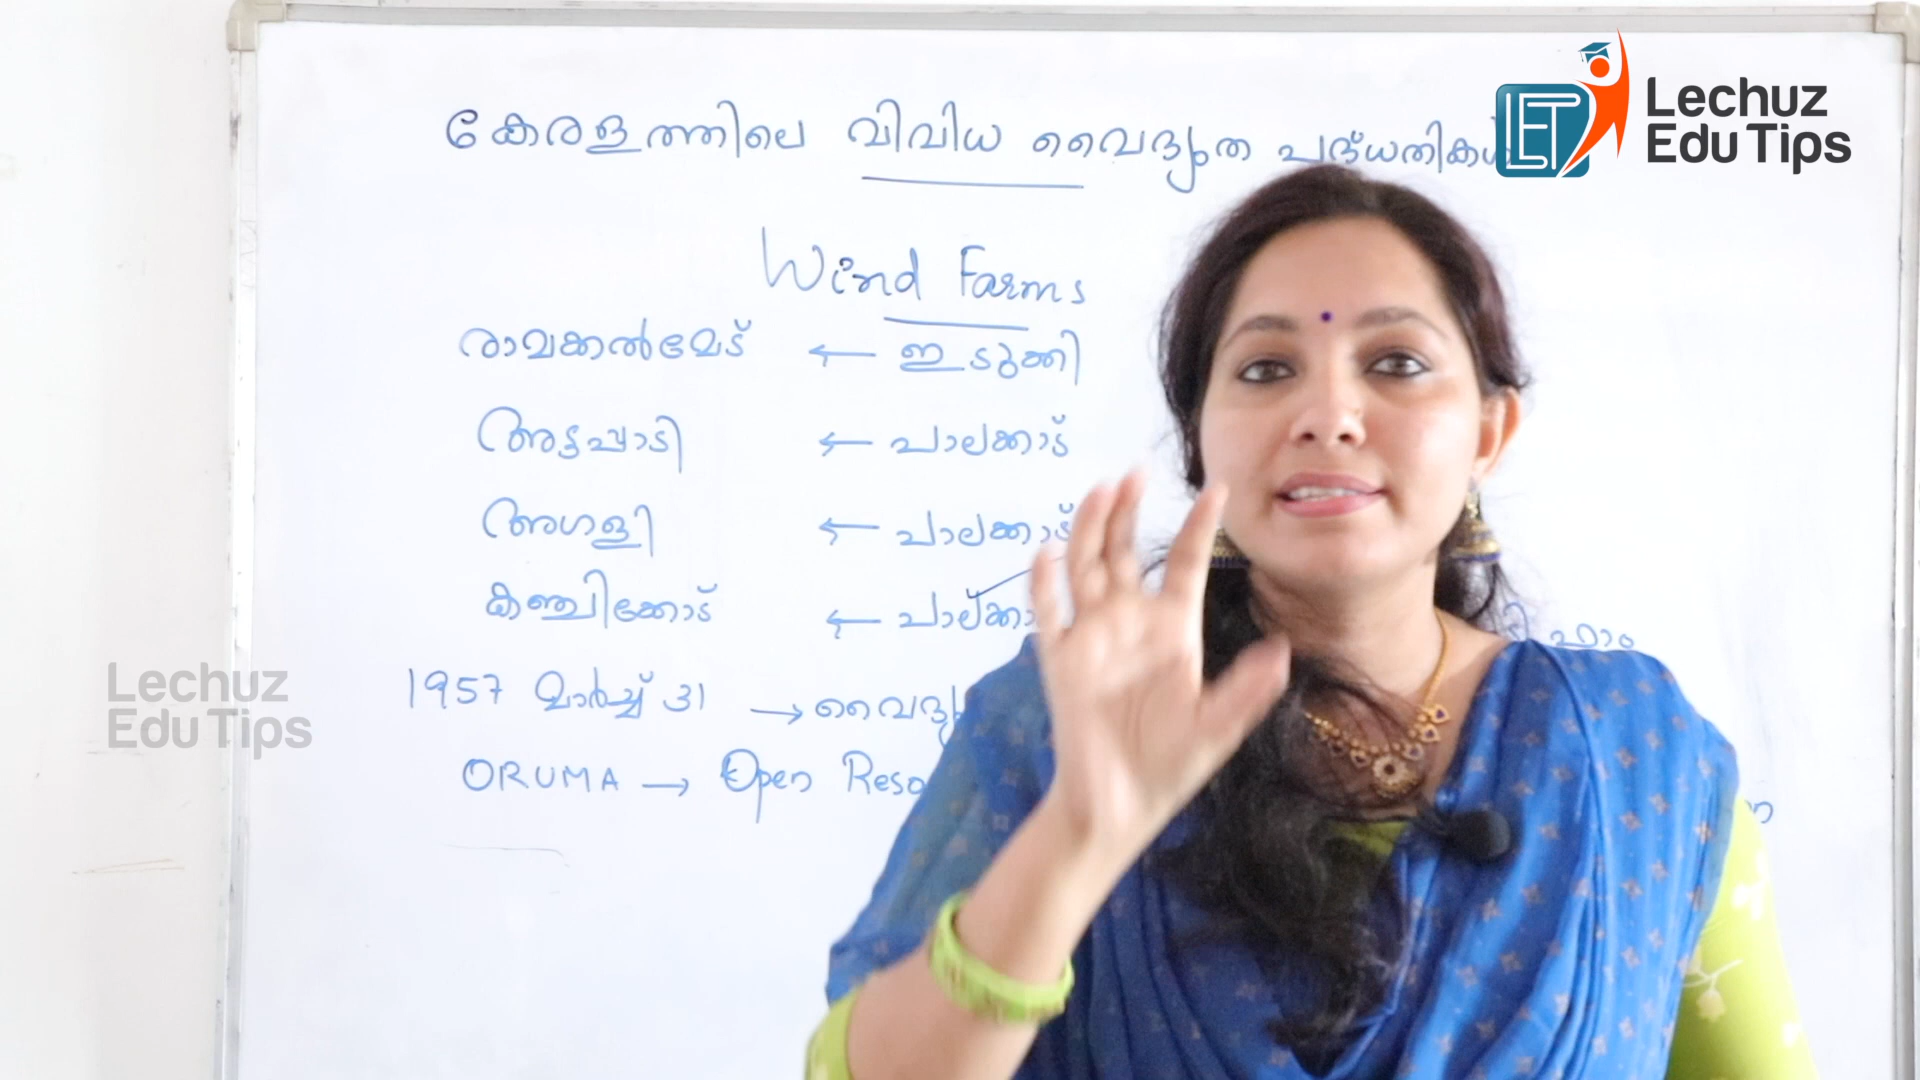 Lechuz
Edu Tips
കേരളത്തിലെ വിവിധ വൈദ്യുത പദ്ധതികൾ
Wind Farms
രാമക്കൽമേട് ← ഇടുക്കി
അട്ടപ്പാടി ← പാലക്കാട്
അഗളി ← പാലക്കാട്
കഞ്ചിക്കോട് ← പാലക്കാ
ഫാം
1957 മാർച്ച് 31 → വൈദ്യു
Lechuz
Edu Tips
ORUMA → Open Reso